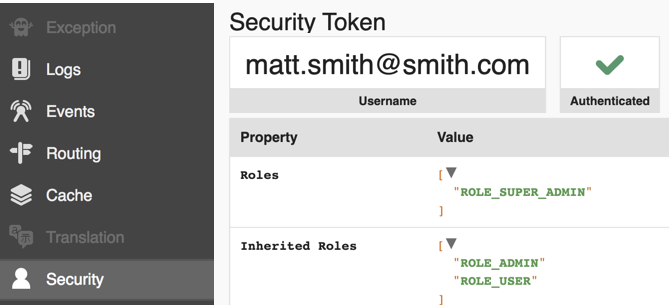 Exception
Logs
Events
Routing
Cache
Translation
Security
Security Token
matt.smith@smith.com
Username
Authenticated
Property Value
Roles [
"ROLE_SUPER_ADMIN"
]
Inherited Roles [
"ROLE_ADMIN"
"ROLE_USER"
]